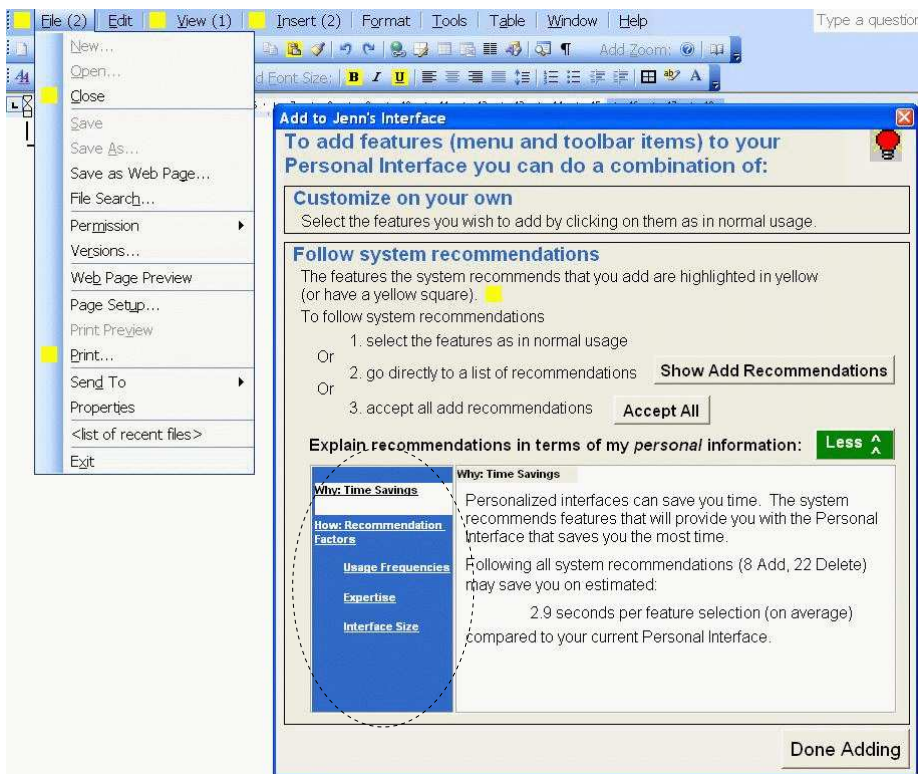 File (2) Edit View (1) Insert (2) Format Tools Table Window Help Type a question
New...
Open...
Close
Save
Save As...
Save as Web Page...
File Search...
Permission
Versions...
Web Page Preview
Page Setup...
Print Preview
Print...
Send To
Properties
<list of recent files>
Exit
Add Zoom:
Font Size:
Add to Jenn's Interface
To add features (menu and toolbar items) to your
Personal Interface you can do a combination of:
Customize on your own
Select the features you wish to add by clicking on them as in normal usage.
Follow system recommendations
The features the system recommends that you add are highlighted in yellow
(or have a yellow square).
To follow system recommendations
1. select the features as in normal usage
Or
2. go directly to a list of recommendations Show Add Recommendations
Or
3. accept all add recommendations Accept All
Explain recommendations in terms of my personal information: Less
Why: Time Savings
How: Recommendation
Factors
Usage Frequencies
Expertise
Interface Size
Why: Time Savings
Personalized interfaces can save you time. The system
recommends features that will provide you with the Personal
Interface that saves you the most time.
Following all system recommendations (8 Add, 22 Delete)
may save you on estimated:
2.9 seconds per feature selection (on average)
compared to your current Personal Interface.
Done Adding